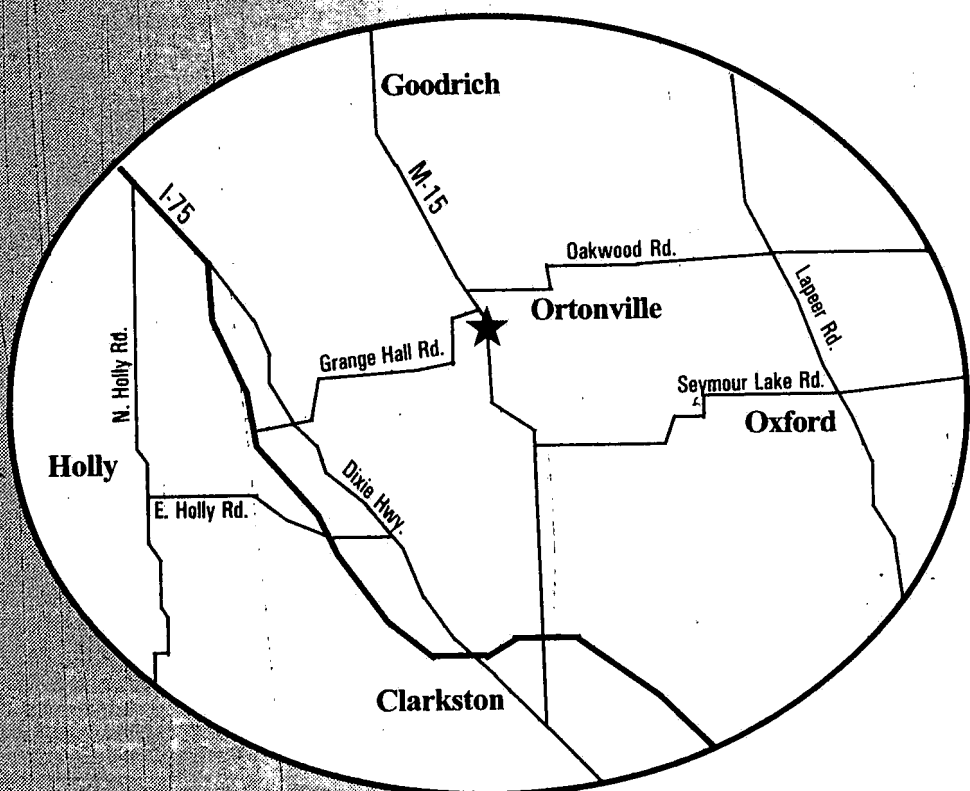 Goodrich
M-15
I-75
Oakwood Rd.
Ortonville
Lapeer Rd.
Grange Hall Rd.
N. Holly Rd.
Seymour Lake Rd.
Oxford
Holly
Dixie Hwy.
E. Holly Rd.
Clarkston